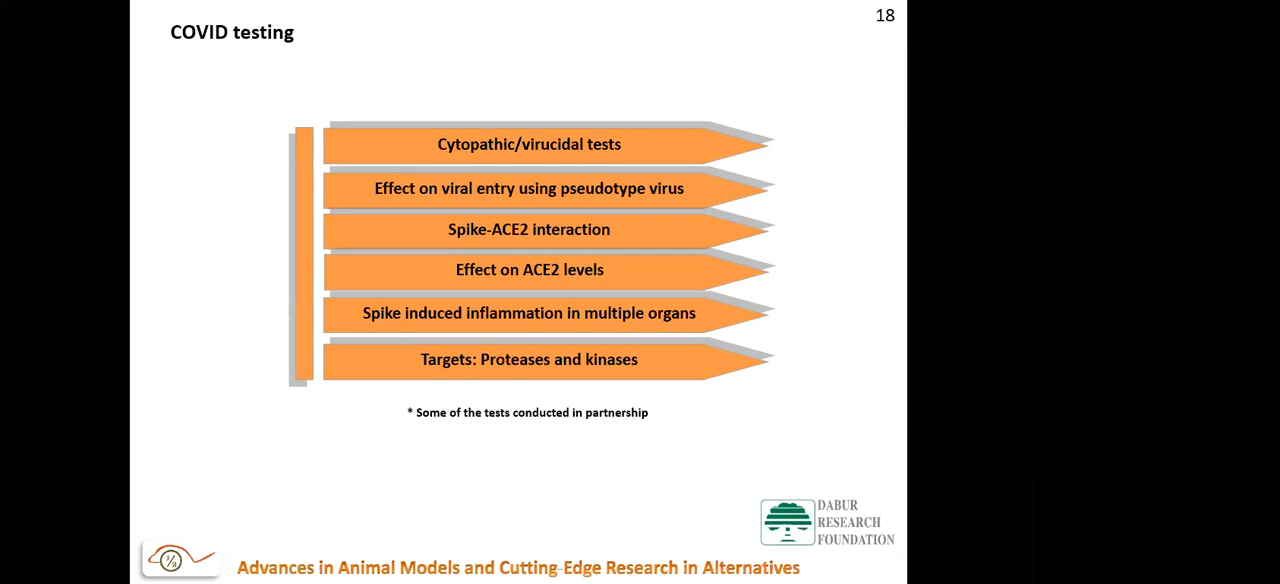 18
COVID testing
Cytopathic/virucidal tests
Effect on viral entry using pseudotype virus
Spike-ACE2 interaction
Effect on ACE2 levels
Spike induced inflammation in multiple organs
Targets: Proteases and kinases
* Some of the tests conducted in partnership
DABUR
RESEARCH
FOUNDATION
Advances in Animal Models and Cutting-Edge Research in Alternatives